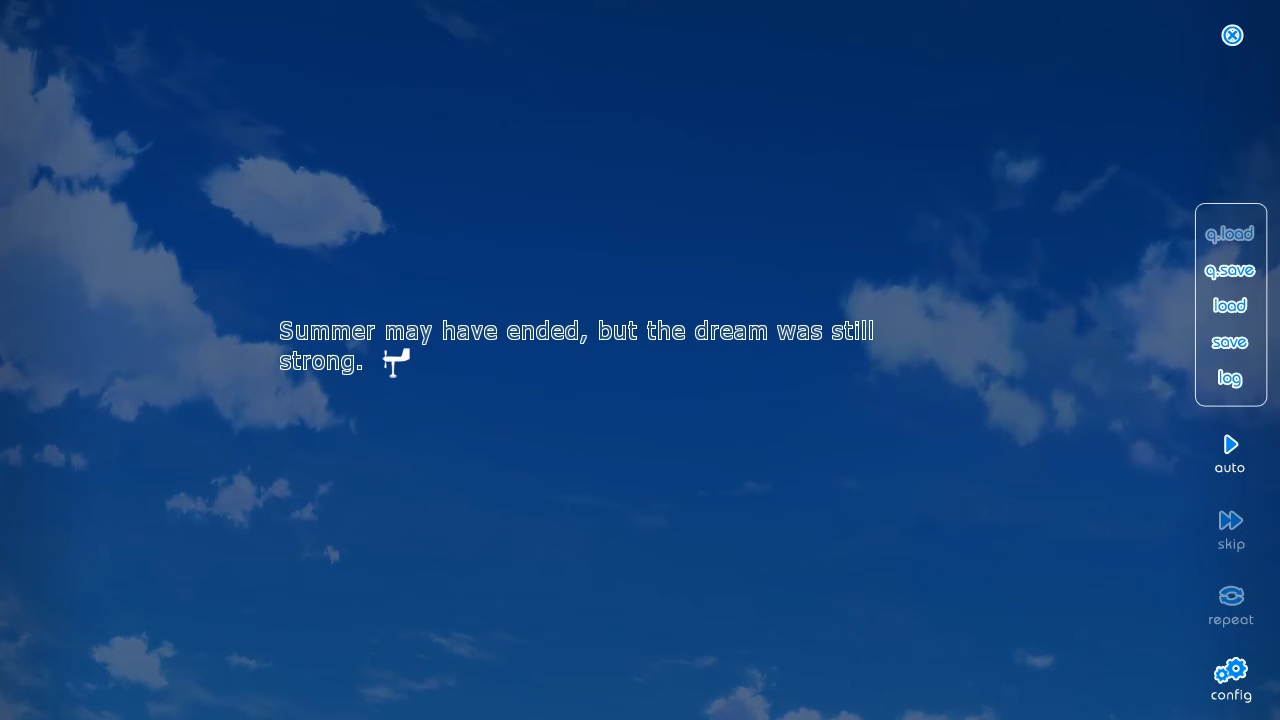 Summer may have ended, but the dream was still
strong.
q.load
q.save
load
save
log
auto
skip
repeat
config